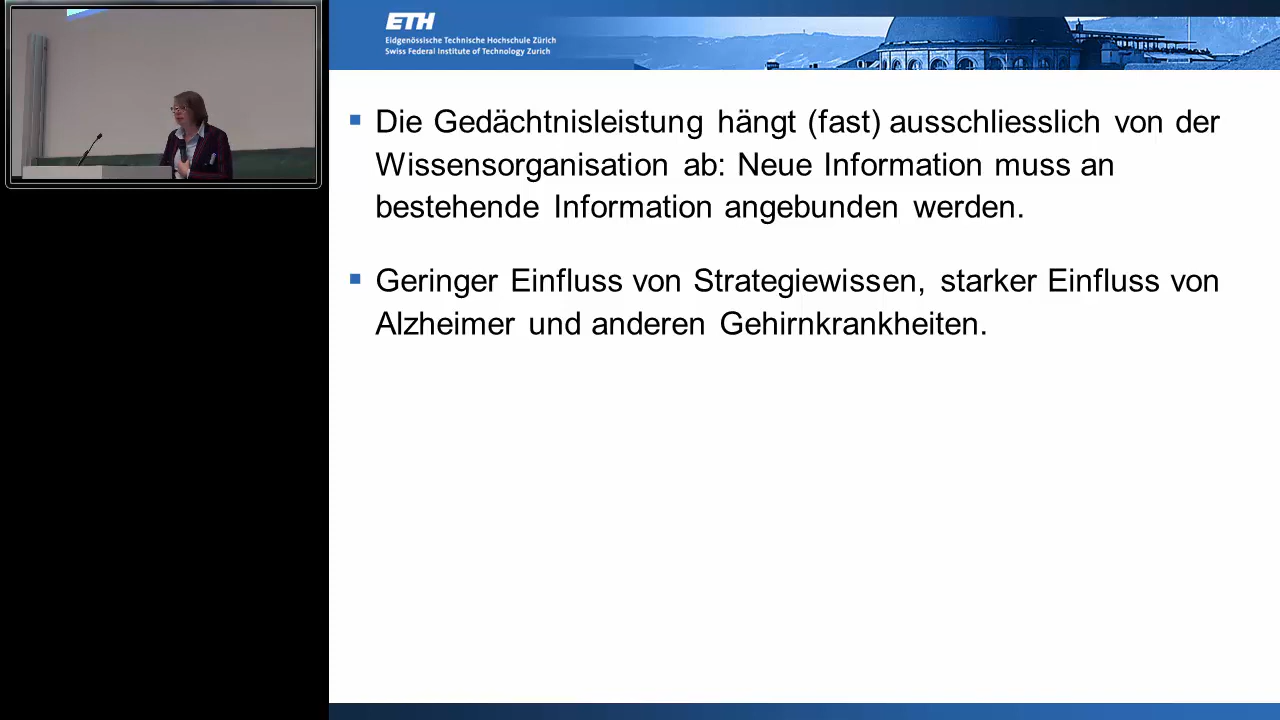 ETH
Eidgenössische Technische Hochschule Zürich
Swiss Federal Institute of Technology Zurich
Die Gedächtnisleistung hängt (fast) ausschliesslich von der
Wissensorganisation ab: Neue Information muss an
bestehende Information angebunden werden.
Geringer Einfluss von Strategiewissen, starker Einfluss von
Alzheimer und anderen Gehirnkrankheiten.